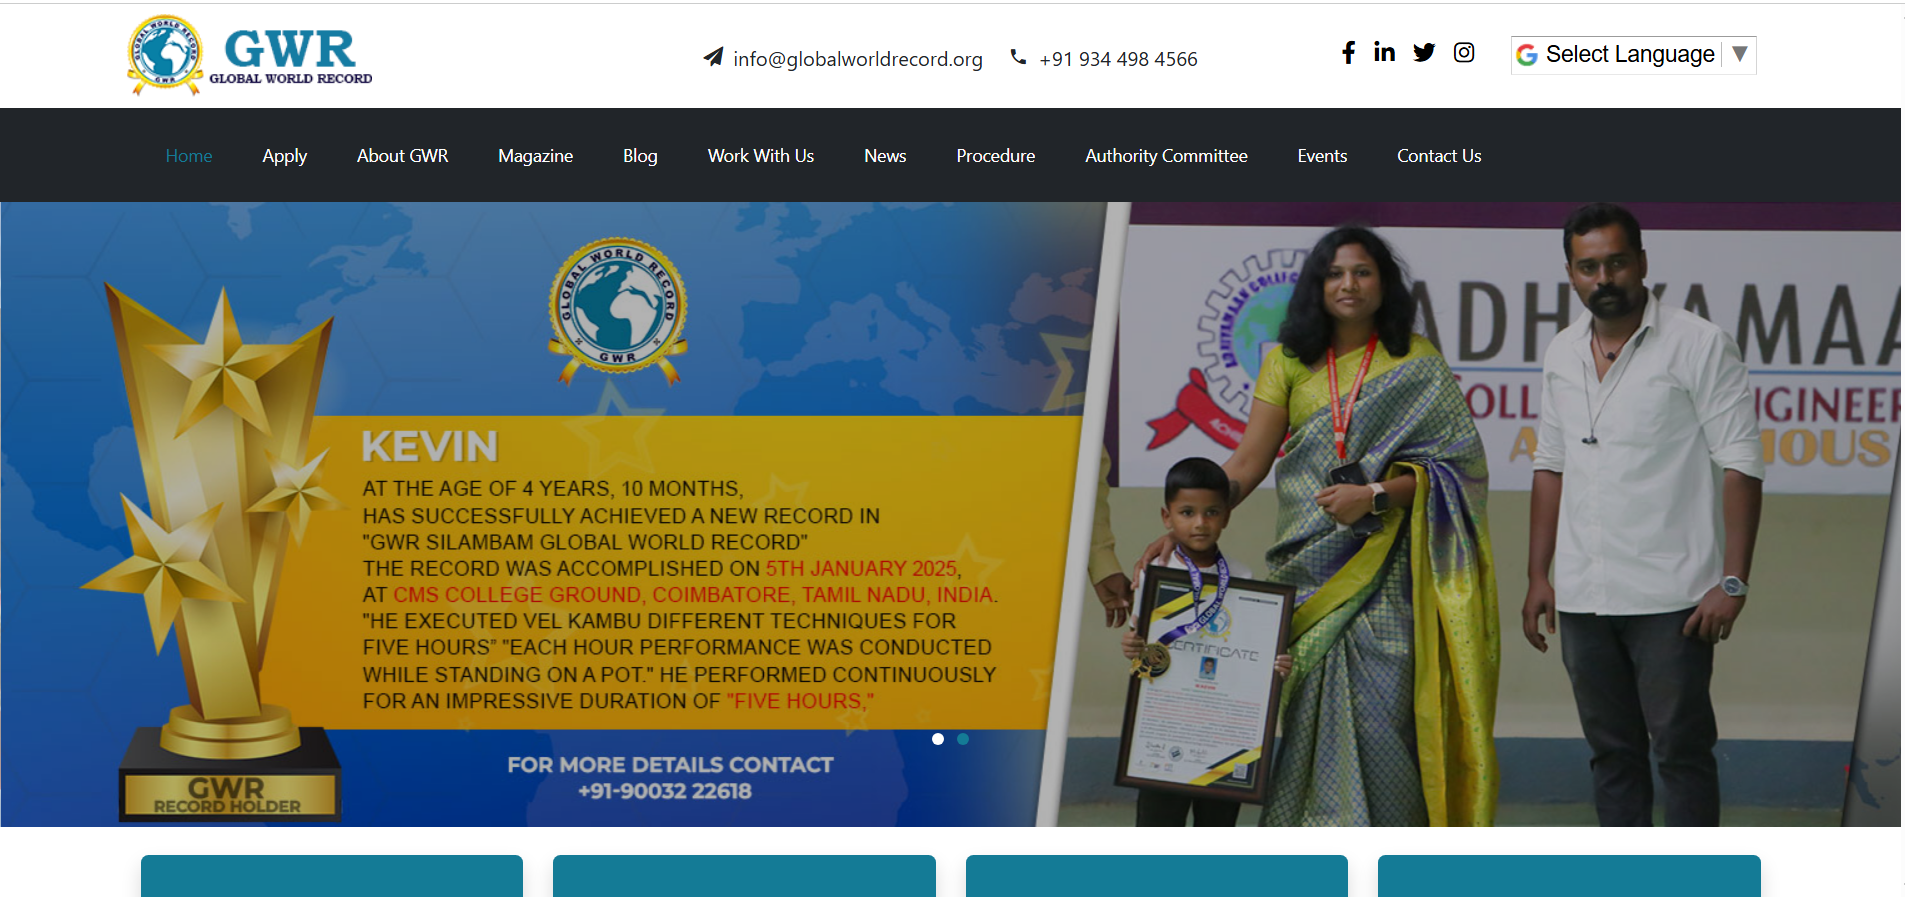 GLOBAL WORLD RECORD
GWR
GWR
GLOBAL WORLD RECORD
info@globalworldrecord.org
+91 934 498 4566
Select Language
Home
Apply
About GWR
Magazine
Blog
Work With Us
News
Procedure
Authority Committee
Events
Contact Us
GLOBAL WORLD RECORD
GWR
KEVIN
AT THE AGE OF 4 YEARS, 10 MONTHS,
HAS SUCCESSFULLY ACHIEVED A NEW RECORD IN
"GWR SILAMBAM GLOBAL WORLD RECORD"
THE RECORD WAS ACCOMPLISHED ON 5TH JANUARY 2025,
AT CMS COLLEGE GROUND, COIMBATORE, TAMIL NADU, INDIA.
"HE EXECUTED VEL KAMBU DIFFERENT TECHNIQUES FOR
FIVE HOURS" "EACH HOUR PERFORMANCE WAS CONDUCTED
WHILE STANDING ON A POT." HE PERFORMED CONTINUOUSLY
FOR AN IMPRESSIVE DURATION OF "FIVE HOURS,"
FOR MORE DETAILS CONTACT
+91-90032 22618
GWR
RECORD HOLDER
CERTIFICATE